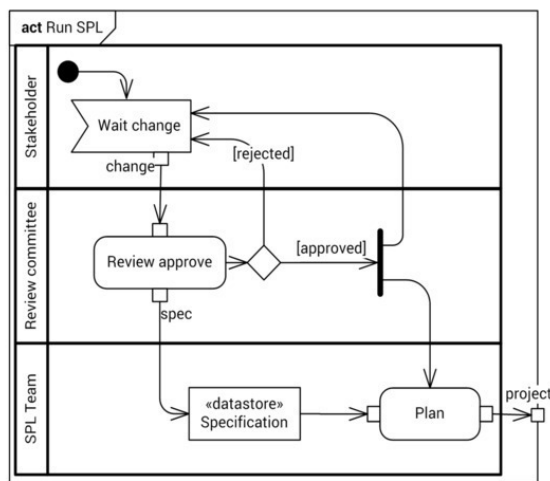 act Run SPL
Stakeholder
Wait change
change
[rejected]
Review committee
Review approve
[approved]
spec
SPL Team
«datastore»
Specification
Plan
project